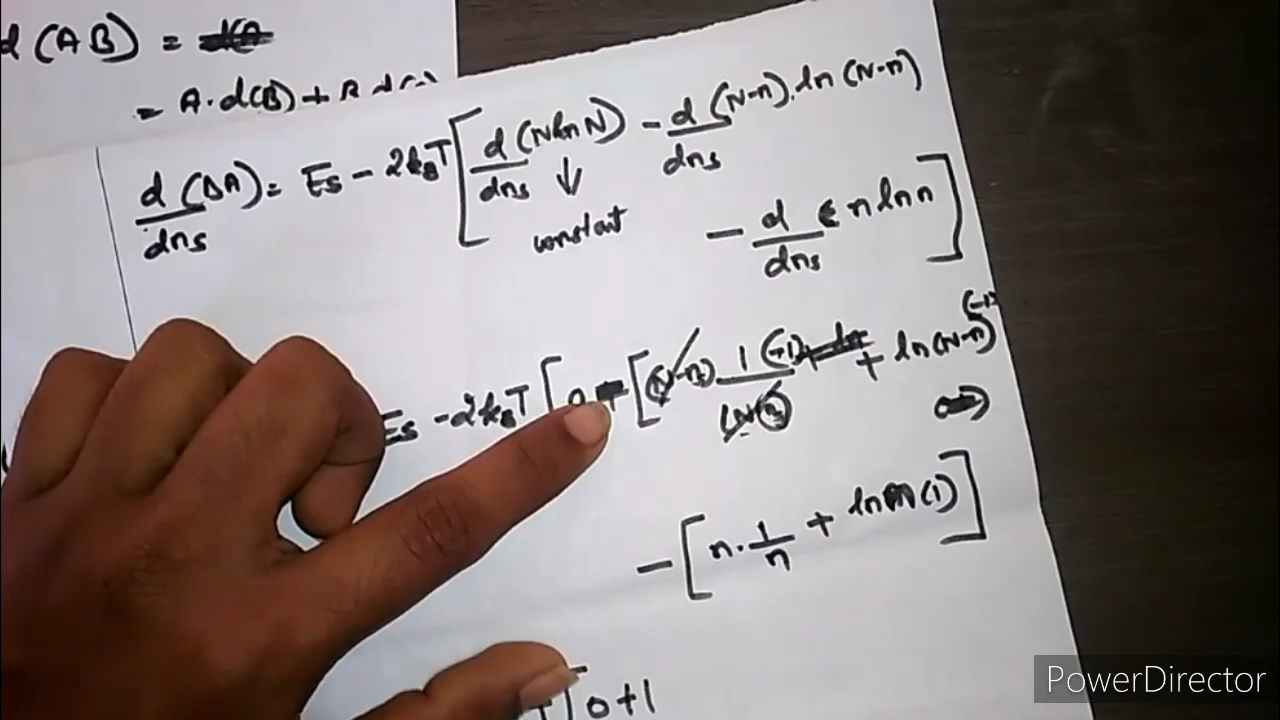 d(AB) =
= A·d(B) + B d
d/dns (ΔA) = Es - 2kBT [ d/dns (N ln N) - d/dns (N-n).ln(N-n)
↓
constant
- d/dns n ln n ]
Es - 2kBT [ 0 - [ (N-n) 1/(N-n) (-1) + ln(N-n) (-1)
- [ n. 1/n + ln n (1) ]
[ 0+1
PowerDirector